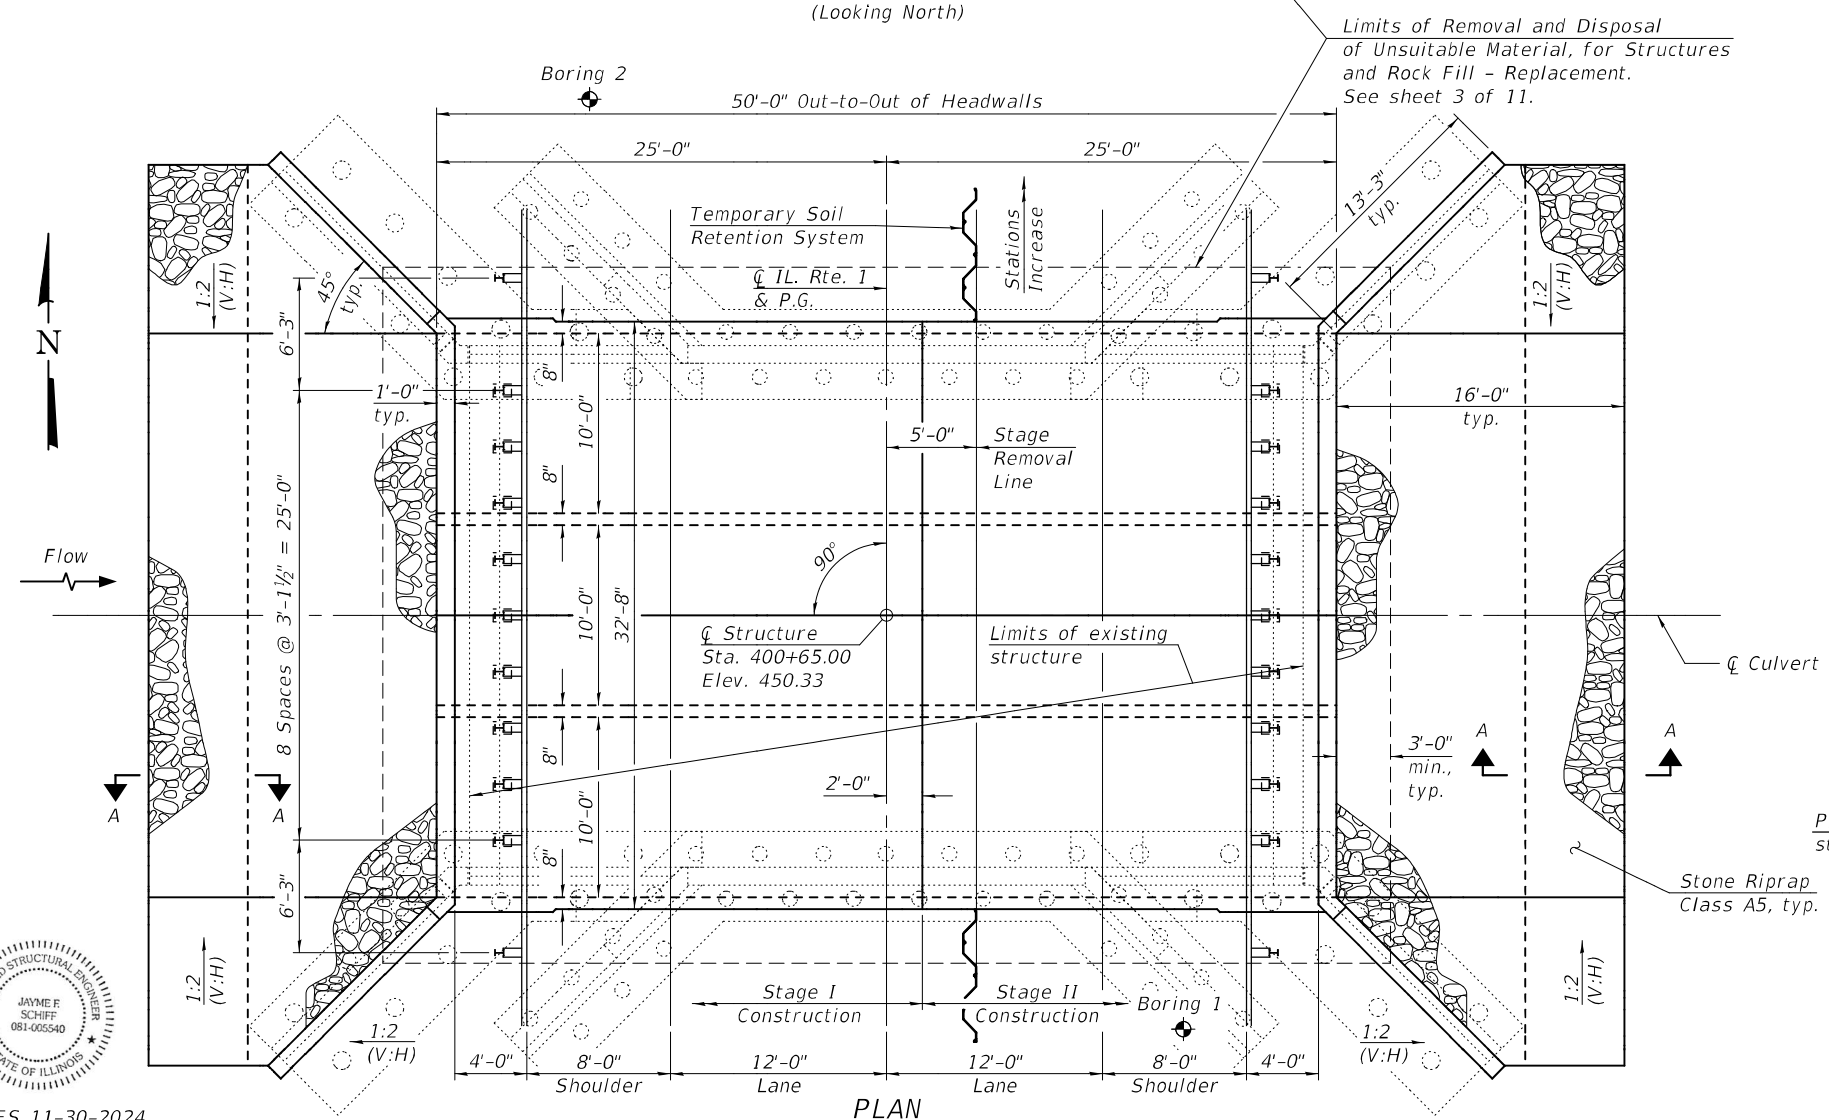 (Looking North)
Limits of Removal and Disposal
of Unsuitable Material, for Structures
and Rock Fill - Replacement.
See sheet 3 of 11.
Boring 2
50'-0" Out-to-Out of Headwalls
25'-0"
25'-0"
13'-3"
typ.
Temporary Soil
Retention System
Stations
Increase
℄ IL. Rte. 1
& P.G.
1:2
(V:H)
45°
typ.
1:2
(V:H)
N
6'-3"
8"
1'-0"
typ.
10'-0"
16'-0"
typ.
5'-0"
Stage
Removal
Line
8"
8 Spaces @ 3'-1½" = 25'-0"
Flow
90°
10'-0"
32'-8"
℄ Structure
Sta. 400+65.00
Elev. 450.33
Limits of existing
structure
℄ Culvert
A
A
3'-0"
min.,
typ.
8"
2'-0"
A
A
10'-0"
8"
6'-3"
Stone Riprap
Class A5, typ.
STRUCTURAL ENGINEER
JAYME F.
SCHIFF
081-005540
OF ILLINOIS
1:2
(V:H)
Stage I
Construction
Stage II
Construction
Boring 1
1:2
(V:H)
1:2
(V:H)
1:2
(V:H)
4'-0"
8'-0"
Shoulder
12'-0"
Lane
12'-0"
Lane
8'-0"
Shoulder
4'-0"
PLAN
11-30-2024